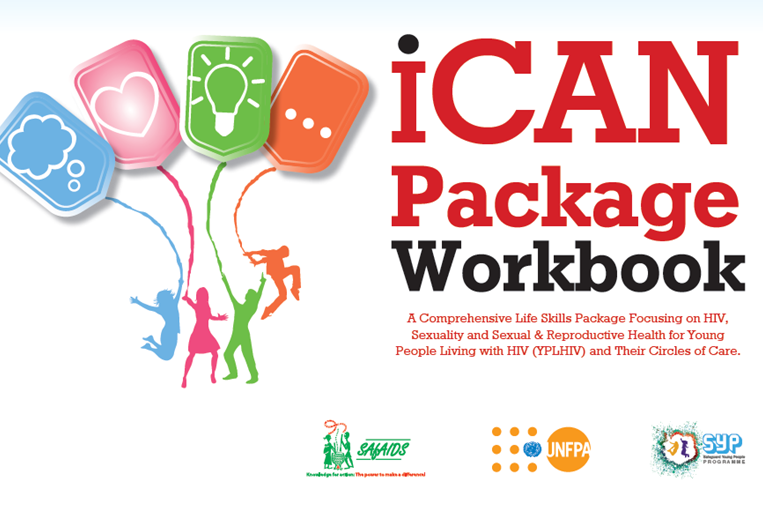 iCAN
Package
Workbook
A Comprehensive Life Skills Package Focusing on HIV,
Sexuality and Sexual & Reproductive Health for Young
People Living with HIV (YPLHIV) and Their Circles of Care.
SAfAIDS
Knowledge for action: The power to make a difference!
UNFPA
SYP
Safeguard Young People
PROGRAMME